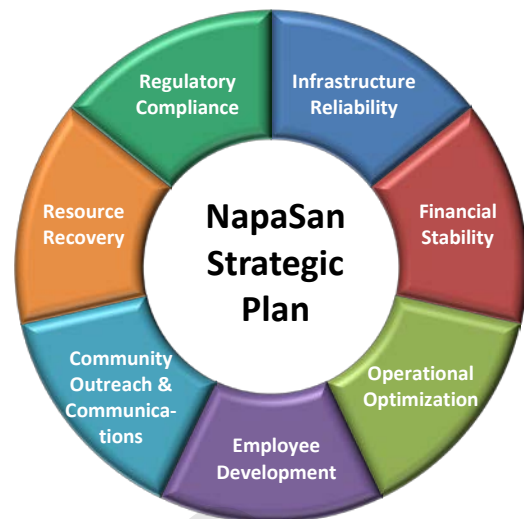 NapaSan
Strategic
Plan
Infrastructure
Reliability
Financial
Stability
Operational
Optimization
Employee
Development
Community
Outreach &
Communica-
tions
Resource
Recovery
Regulatory
Compliance